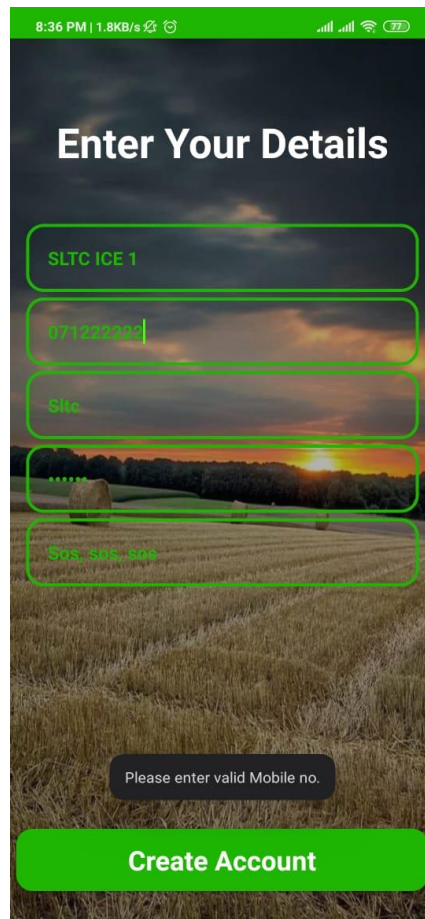 8:36 PM | 1.8KB/s
77
Enter Your Details
SLTC ICE 1
071222222
Sltc
••••••
Sos, sos, sos
Please enter valid Mobile no.
Create Account